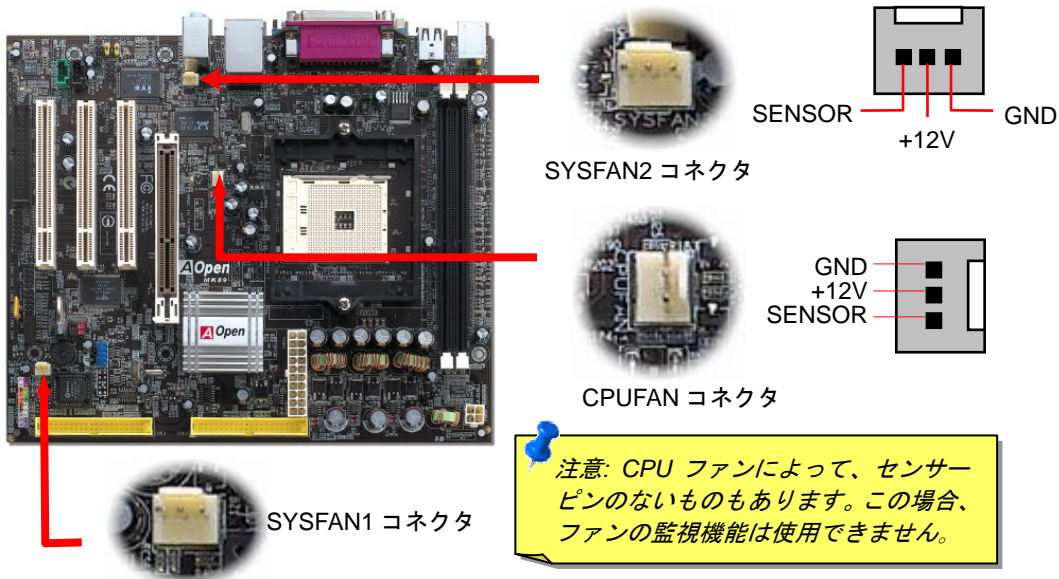 SENSOR
+12V
GND
SYSFAN
SYSFAN2 コネクタ
GND
+12V
SENSOR
CPUFAN
CPUFAN コネクタ
AOpen
MK89
AOpen
SYSFAN1 コネクタ
注意: CPU ファンによって、センサー
ピンのないものもあります。この場合、
ファンの監視機能は使用できません。